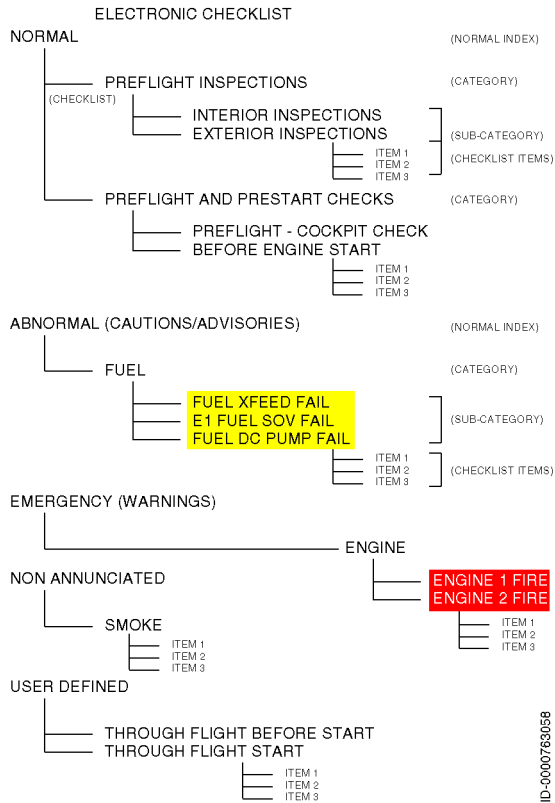 ELECTRONIC CHECKLIST
NORMAL (NORMAL INDEX)
PREFLIGHT INSPECTIONS (CATEGORY)
(CHECKLIST)
INTERIOR INSPECTIONS
EXTERIOR INSPECTIONS (SUB-CATEGORY)
ITEM 1
ITEM 2 (CHECKLIST ITEMS)
ITEM 3
PREFLIGHT AND PRESTART CHECKS (CATEGORY)
PREFLIGHT - COCKPIT CHECK
BEFORE ENGINE START
ITEM 1
ITEM 2
ITEM 3
ABNORMAL (CAUTIONS/ADVISORIES) (NORMAL INDEX)
FUEL (CATEGORY)
FUEL XFEED FAIL
E1 FUEL SOV FAIL (SUB-CATEGORY)
FUEL DC PUMP FAIL
ITEM 1
ITEM 2 (CHECKLIST ITEMS)
ITEM 3
EMERGENCY (WARNINGS)
ENGINE
ENGINE 1 FIRE
ENGINE 2 FIRE
ITEM 1
ITEM 2
ITEM 3
NON ANNUNCIATED
SMOKE
ITEM 1
ITEM 2
ITEM 3
USER DEFINED
THROUGH FLIGHT BEFORE START
THROUGH FLIGHT START
ITEM 1
ITEM 2
ITEM 3
ID-0000763058